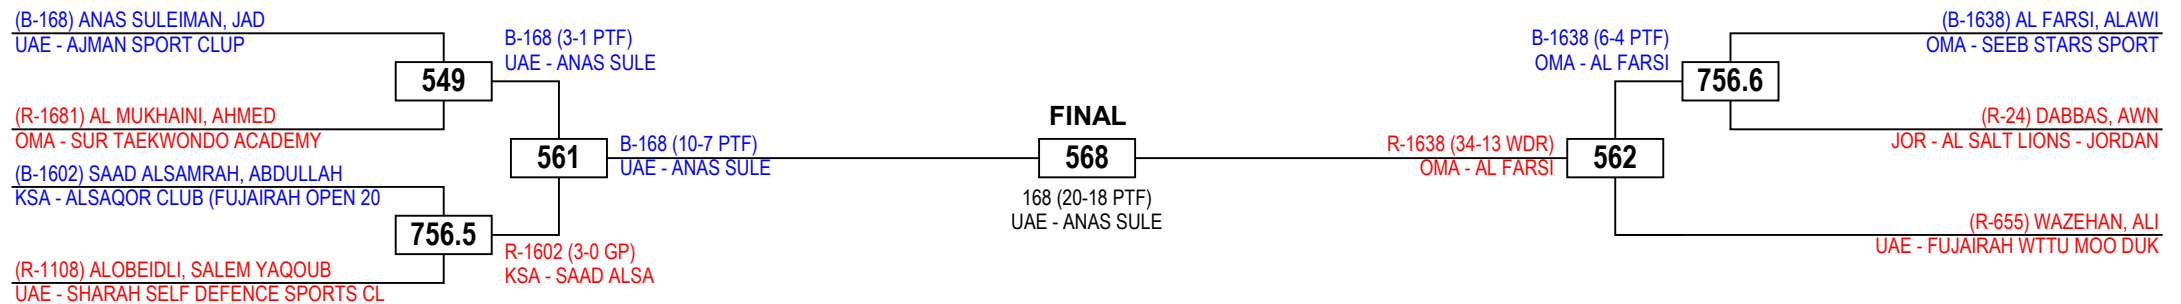 (B-168) ANAS SULEIMAN, JAD
UAE - AJMAN SPORT CLUP
549
(R-1681) AL MUKHAINI, AHMED
OMA - SUR TAEKWONDO ACADEMY
(B-1602) SAAD ALSAMRAH, ABDULLAH
KSA - ALSAQOR CLUB (FUJAIRAH OPEN 20
756.5
(R-1108) ALOBEIDLI, SALEM YAQOUB
UAE - SHARAH SELF DEFENCE SPORTS CL
B-168 (3-1 PTF)
UAE - ANAS SULE
561
R-1602 (3-0 GP)
KSA - SAAD ALSA
B-168 (10-7 PTF)
UAE - ANAS SULE
FINAL
568
168 (20-18 PTF)
UAE - ANAS SULE
R-1638 (34-13 WDR)
OMA - AL FARSI
562
B-1638 (6-4 PTF)
OMA - AL FARSI
756.6
(B-1638) AL FARSI, ALAWI
OMA - SEEB STARS SPORT
(R-24) DABBAS, AWN
JOR - AL SALT LIONS - JORDAN
(R-655) WAZEHAN, ALI
UAE - FUJAIRAH WTTU MOO DUK